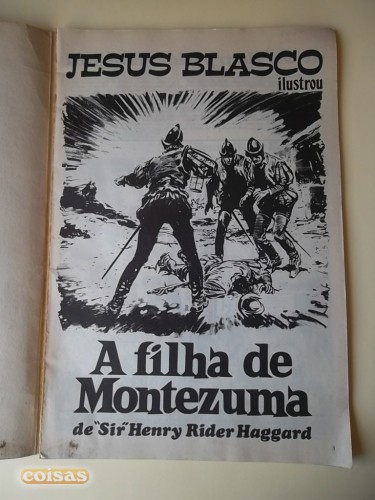 JESUS BLASCO
ilustrou
A filha de
Montezuma
de "Sir" Henry Rider Haggard
coisas